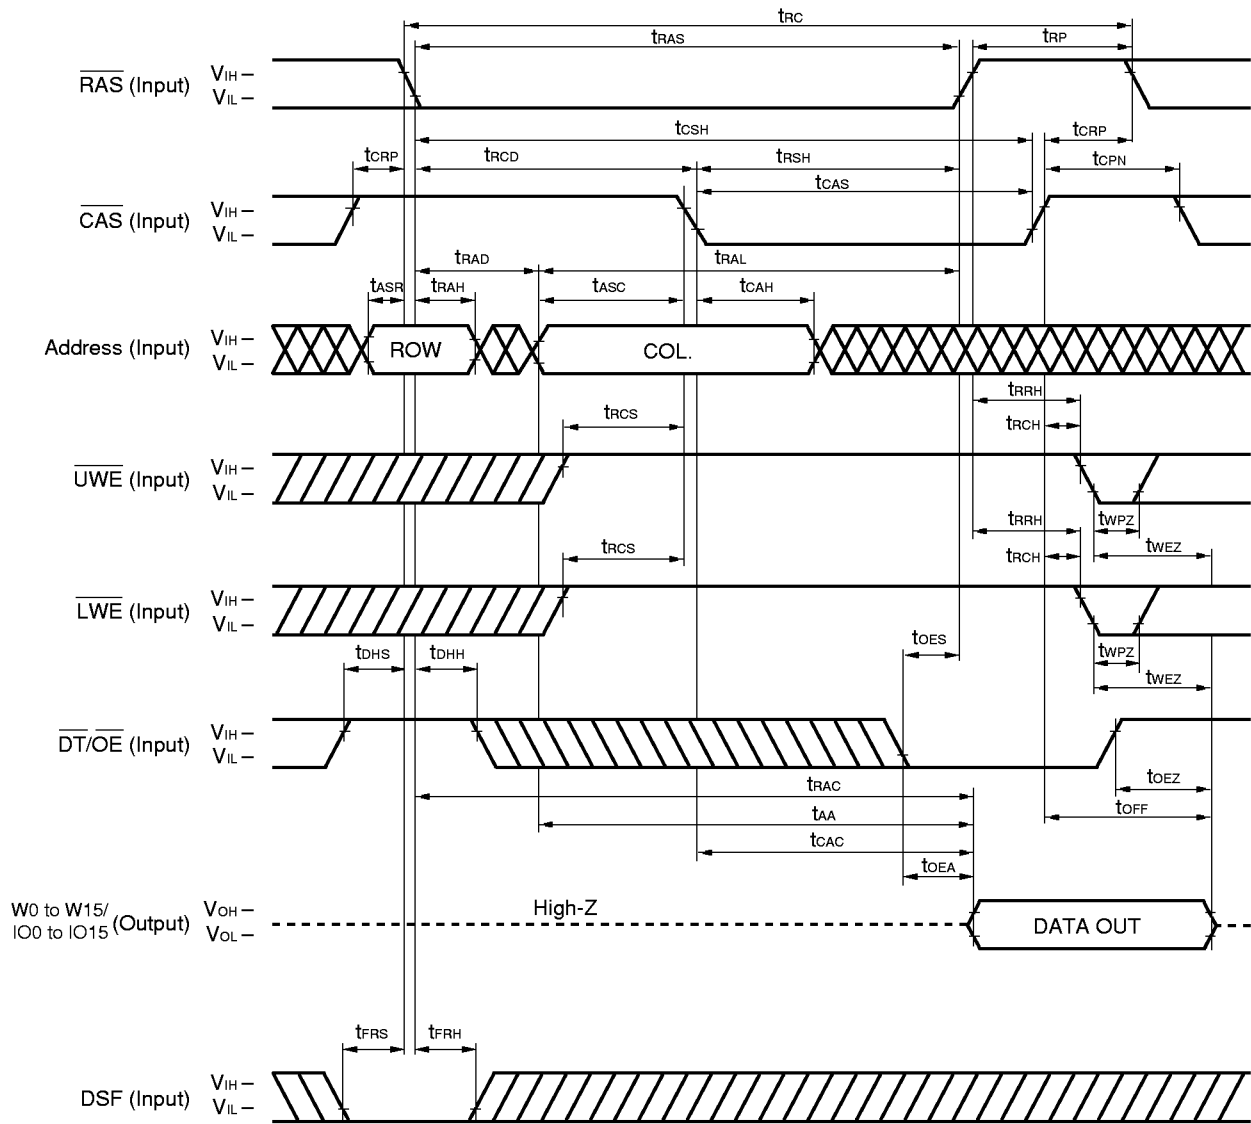 tRC
tRAS tRP
RAS (Input) VIH
VIL
tCSH tCRP
tCRP tRCD tRSH tCPN
tCAS
CAS (Input) VIH
VIL
tRAD tRAL
tASR tRAH tASC tCAH
Address (Input) VIH ROW COL.
VIL
tRRH
tRCS tRCH
UWE (Input) VIH
VIL
tRRH tWPZ
tRCS tRCH tWEZ
LWE (Input) VIH
VIL
tOES
tDHS tDHH tWPZ
tWEZ
DT/OE (Input) VIH
VIL
tRAC tOEZ
tAA tOFF
tCAC
tOEA
W0 to W15/
IO0 to IO15 (Output) VOH High-Z DATA OUT
VOL
tFRS tFRH
DSF (Input) VIH
VIL